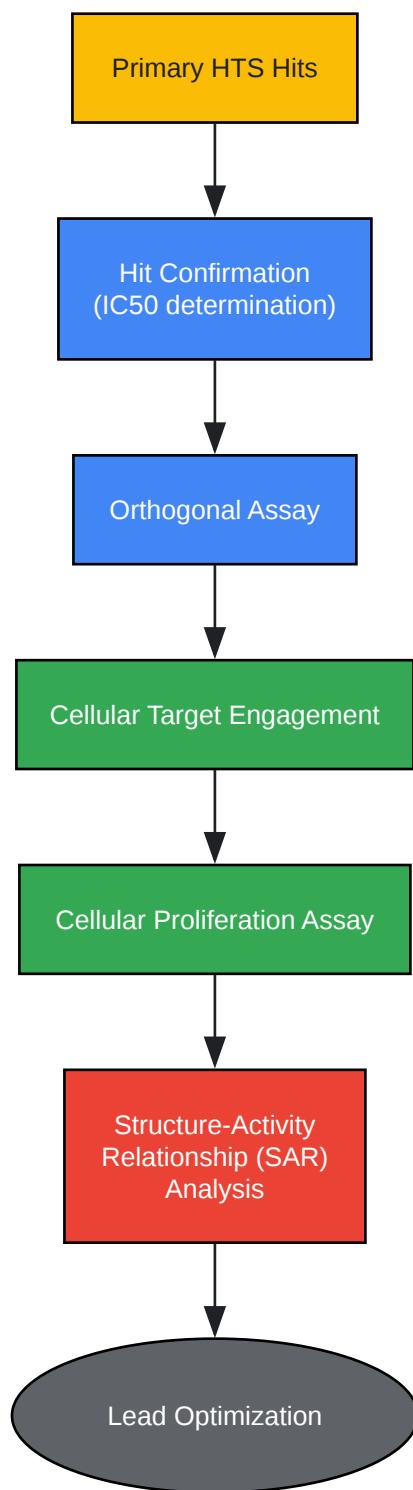 Primary HTS Hits
Hit Confirmation
(IC50 determination)
Orthogonal Assay
Cellular Target Engagement
Cellular Proliferation Assay
Structure-Activity
Relationship (SAR)
Analysis
Lead Optimization